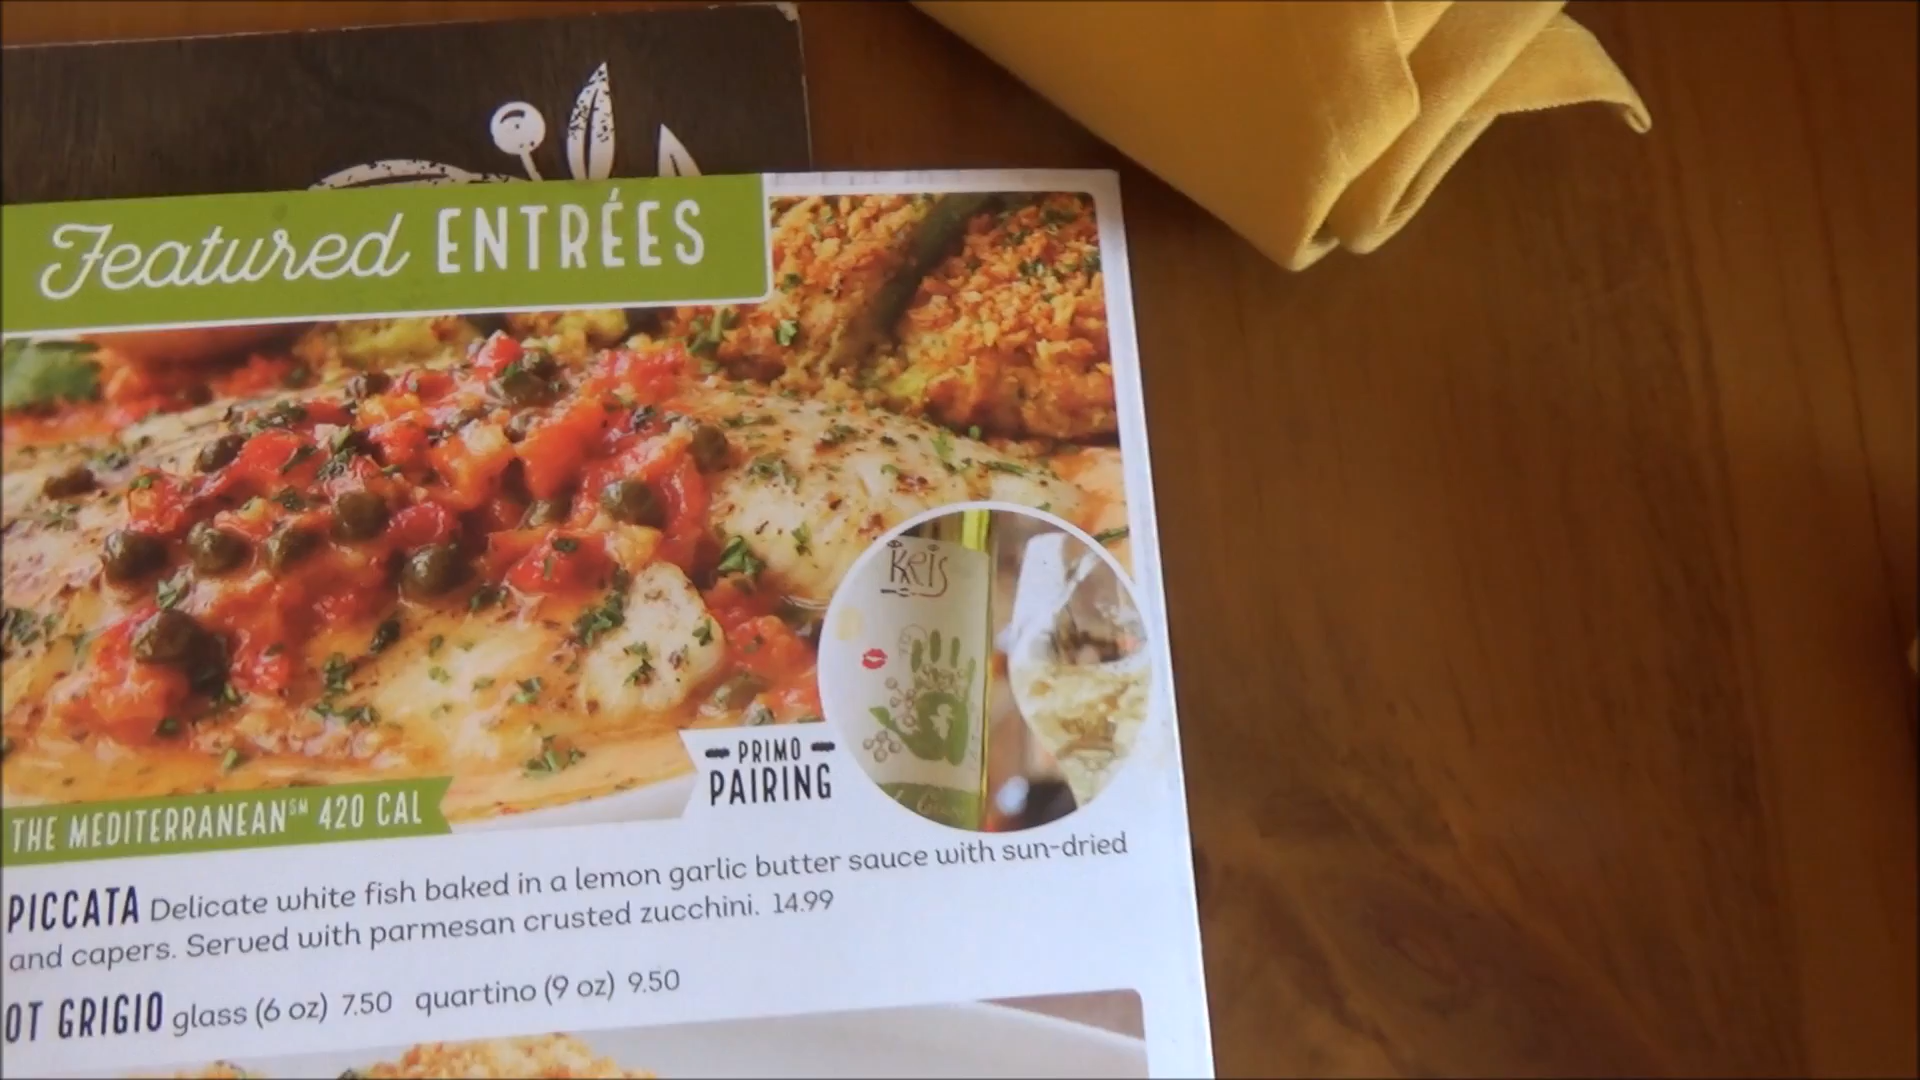 Featured ENTRÉES
KRIS
PRIMO
PAIRING
THE MEDITERRANEAN℠ 420 CAL
PICCATA Delicate white fish baked in a lemon garlic butter sauce with sun-dried
and capers. Served with parmesan crusted zucchini. 14.99
OT GRIGIO glass (6 oz) 7.50 quartino (9 oz) 9.50